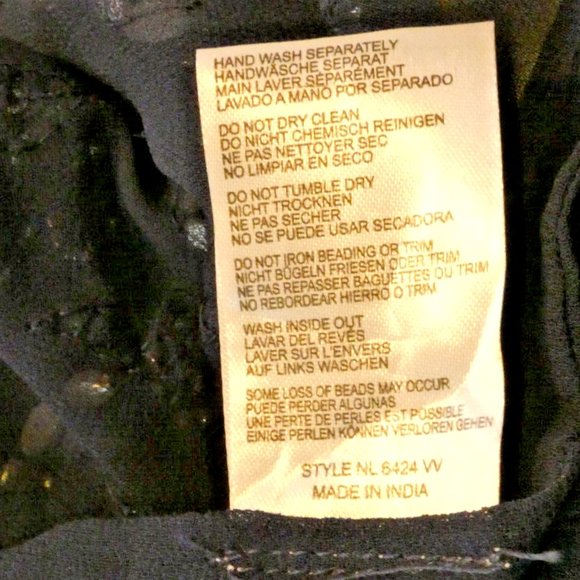 HAND WASH SEPARATELY
HANDWÄSCHE SEPARAT
MAIN LAVER SÈPARÈMENT
LAVADO A MANO POR SEPARADO
DO NOT DRY CLEAN
DO NICHT CHEMISCH REINIGEN
NE PAS NETTOYER SEC
NO LIMPIAR EN SECO
DO NOT TUMBLE DRY
NICHT TROCKNEN
NE PAS SECHER
NO SE PUEDE USAR SECADORA
DO NOT IRON BEADING OR TRIM
NICHT BÜGELN FRIESEN ODER TRIM
NE PAS REPASSER BAGUETTES OU TRIM
NO REBORDEAR HIERRO O TRIM
WASH INSIDE OUT
LAVAR DEL REVÉS
LAVER SUR L'ENVERS
AUF LINKS WASCHEN
SOME LOSS OF BEADS MAY OCCUR
PUEDE PERDER ALGUNAS
UNE PERTE DE PERLES EST POSSIBLE
EINIGE PERLEN KÖNNEN VERLOREN GEHEN
STYLE NL 6424 VV
MADE IN INDIA